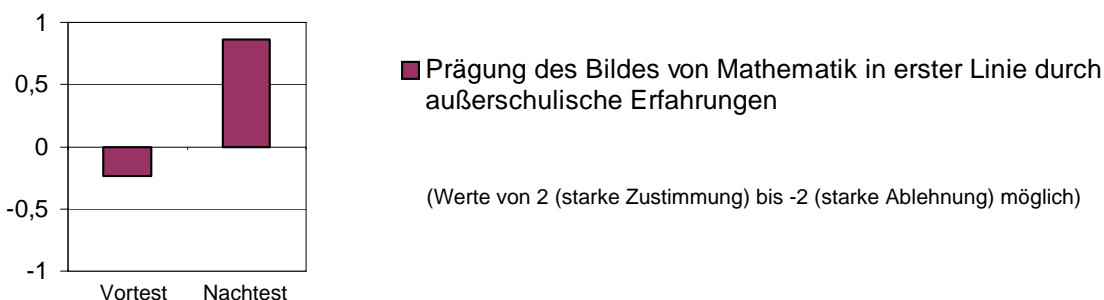 1
0,5
0
-0,5
-1
Vortest Nachtest
Prägung des Bildes von Mathematik in erster Linie durch
außerschulische Erfahrungen
(Werte von 2 (starke Zustimmung) bis -2 (starke Ablehnung) möglich)